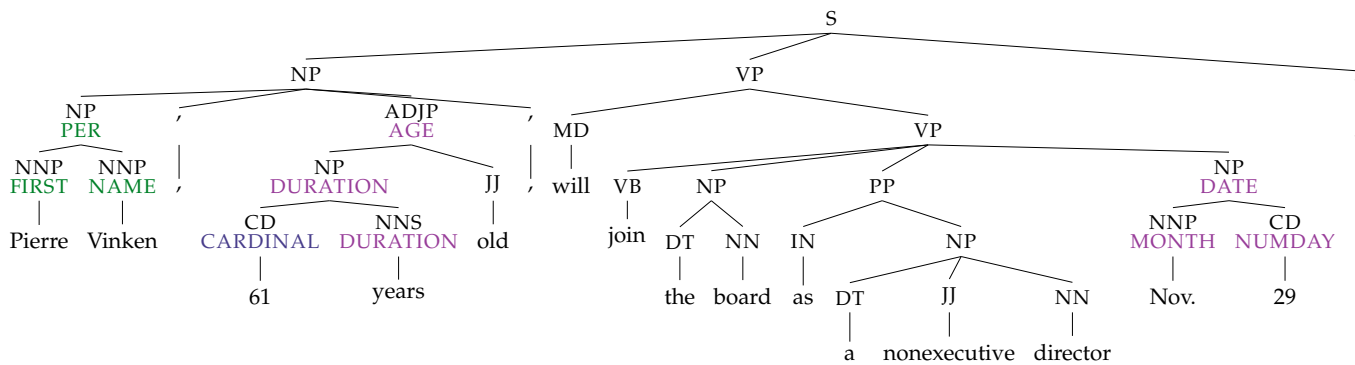 S
NP VP
NP , ADJP ,
PER AGE MD VP
NNP NNP NP NP
FIRST NAME , DURATION JJ , will VB NP PP DATE
CD NNS NNP CD
Pierre Vinken CARDINAL DURATION old join DT NN IN NP MONTH NUMDAY
61 years the board as DT JJ NN Nov. 29
a nonexecutive director